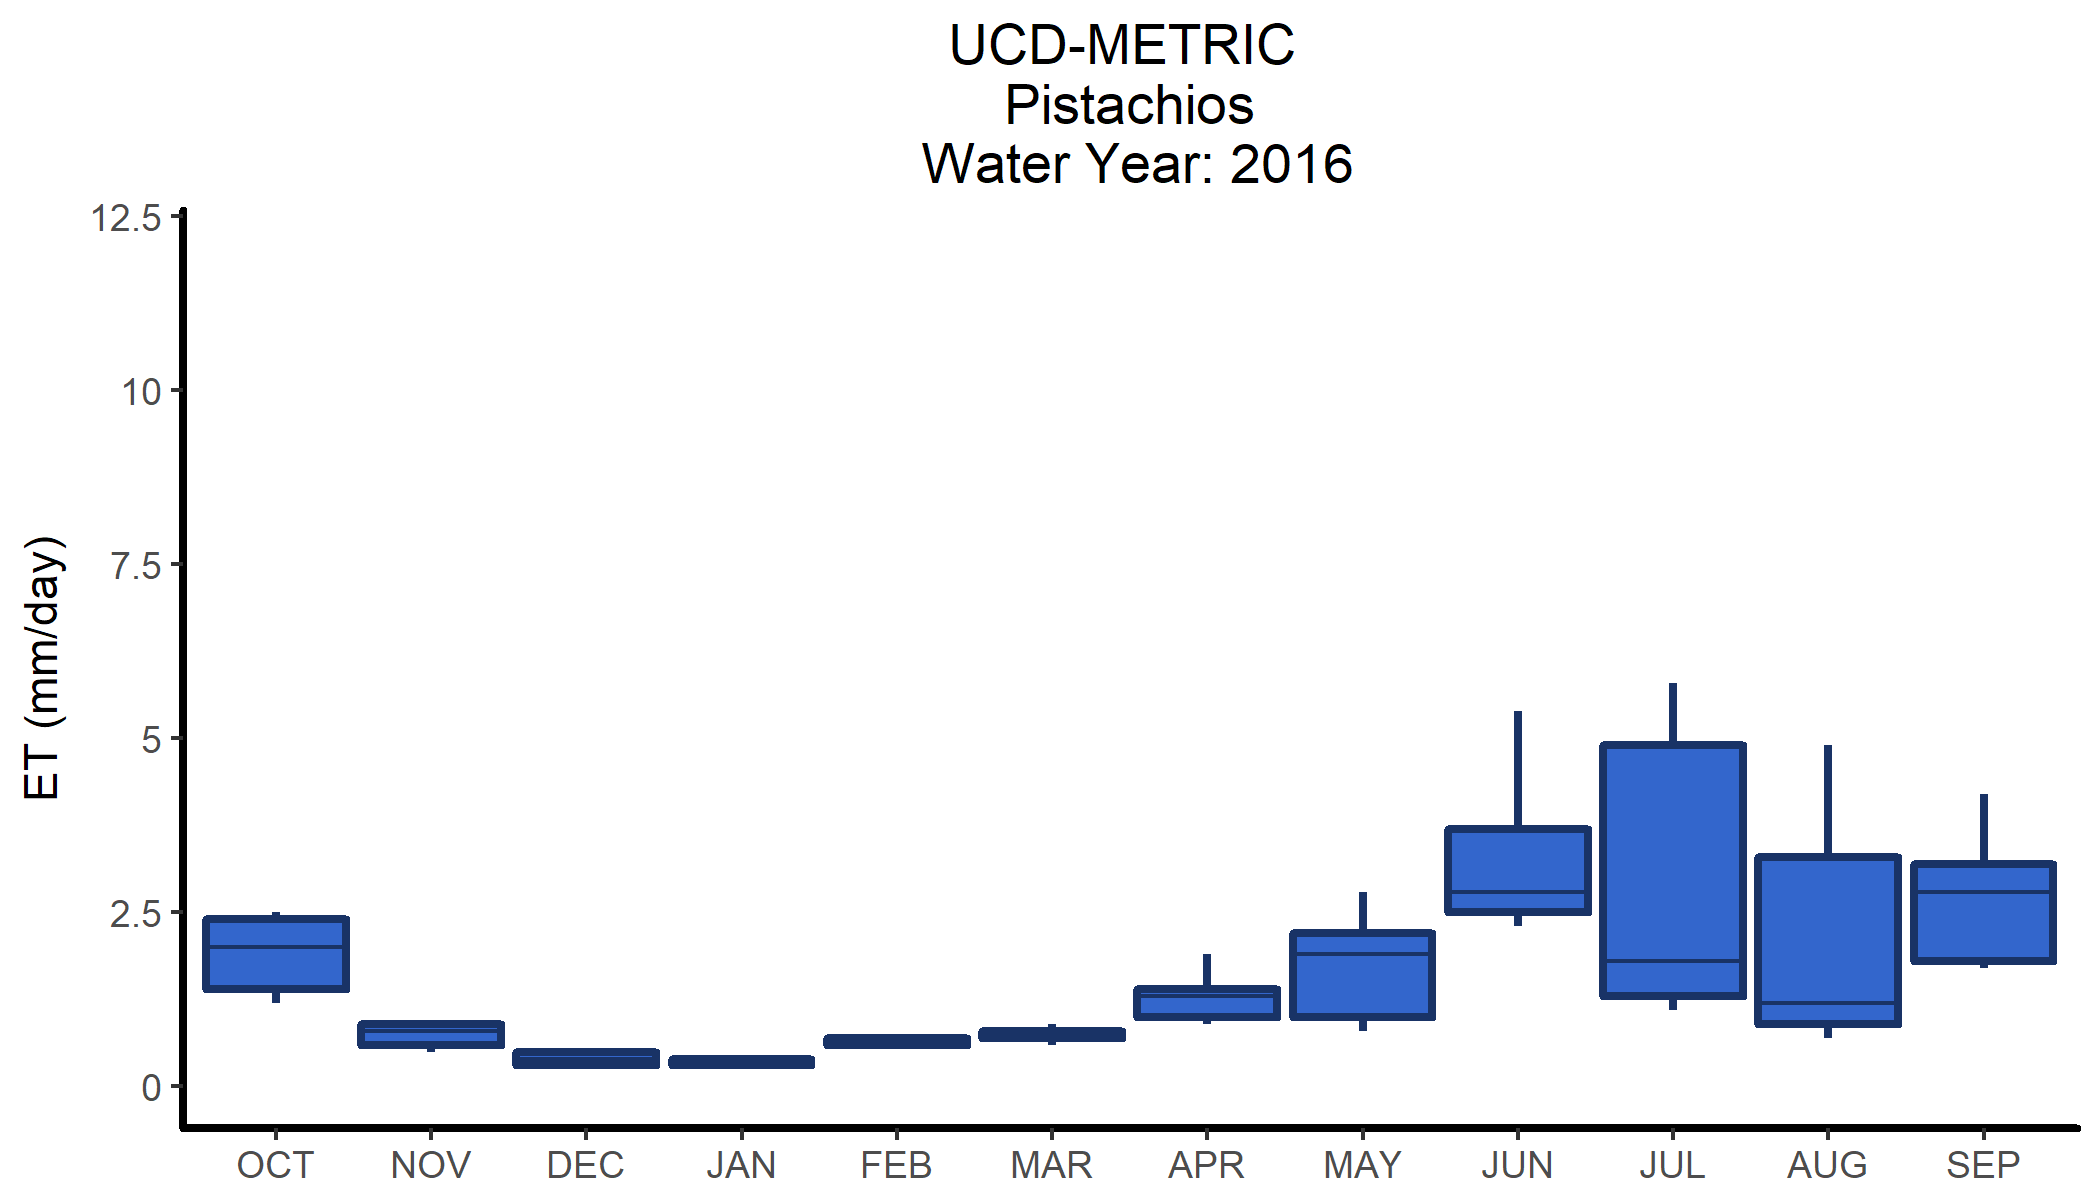 UCD-METRIC
Pistachios
Water Year: 2016
12.5
10
7.5
5
2.5
0
ET (mm/day)
OCT NOV DEC JAN FEB MAR APR MAY JUN JUL AUG SEP